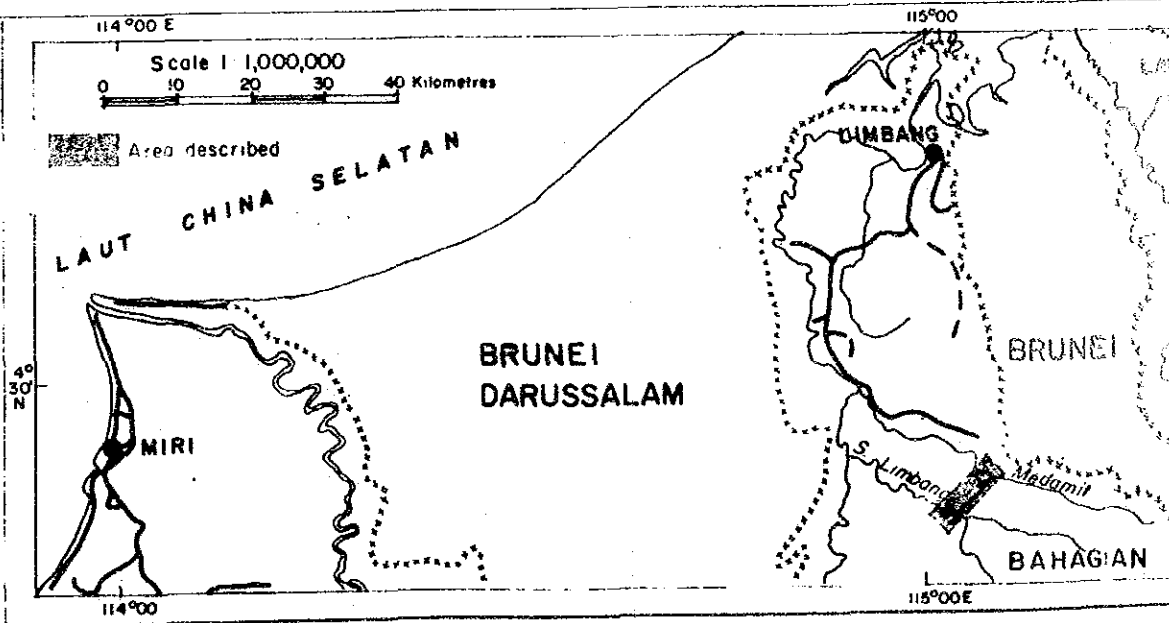 114°00 E
115°00
Scale 1 1,000,000
0 10 20 30 40 Kilometres
Area described
LAUT CHINA SELATAN
LIMBANG
BRUNEI
DARUSSALAM
BRUNEI
4°
30'
N
MIRI
S. Limbang
Medamit
BAHAGIAN
114°00
115°00E